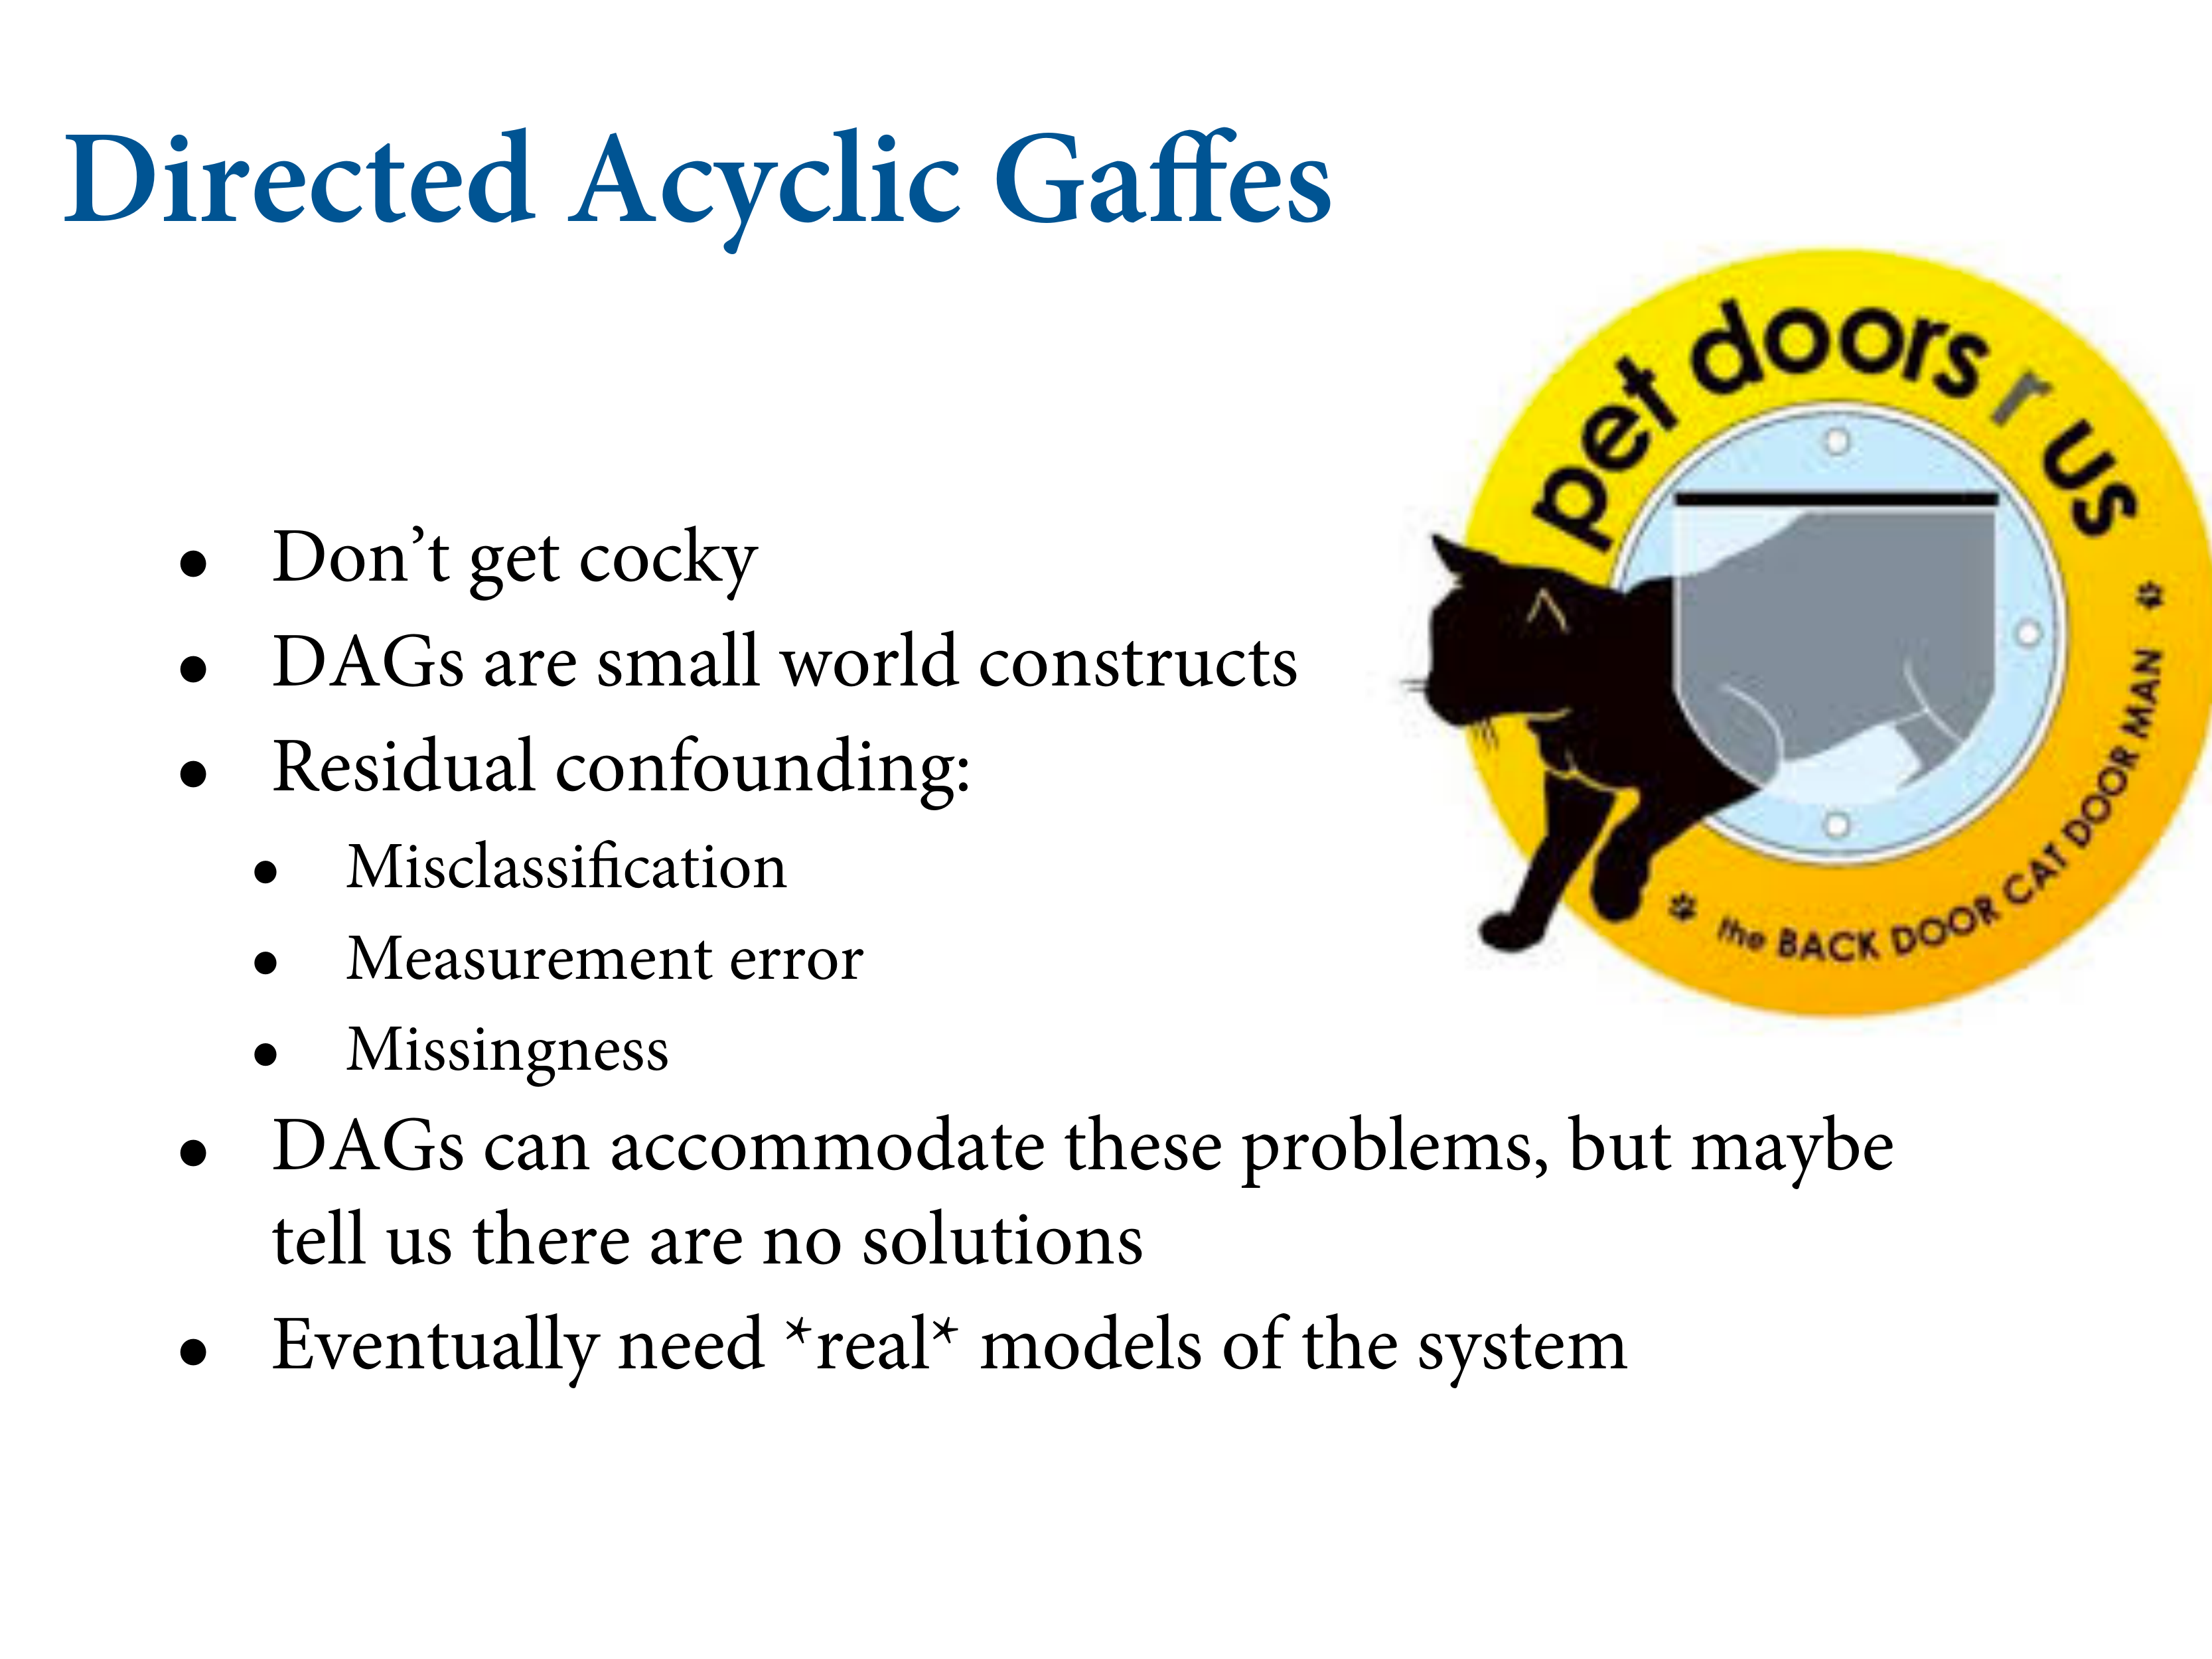 Directed Acyclic Gaffes
pet doors r us
the BACK DOOR CAT DOOR MAN
• Don’t get cocky
• DAGs are small world constructs
• Residual confounding:
• Misclassification
• Measurement error
• Missingness
• DAGs can accommodate these problems, but maybe
tell us there are no solutions
• Eventually need *real* models of the system